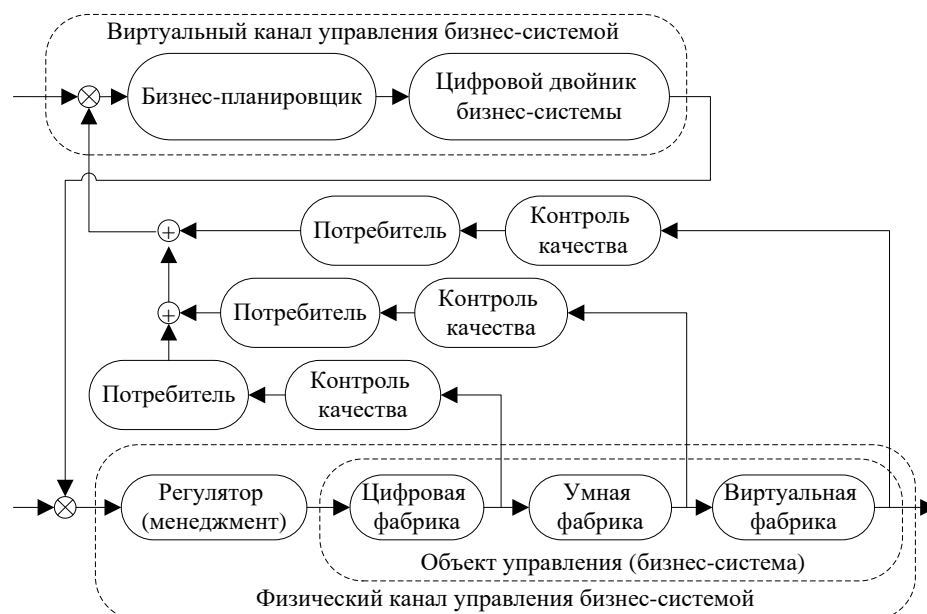 Виртуальный канал управления бизнес-системой
Бизнес-планировщик
Цифровой двойник
бизнес-системы
Потребитель
Контроль
качества
+
Потребитель
Контроль
качества
+
Потребитель
Контроль
качества
Регулятор
(менеджмент)
Цифровая
фабрика
Умная
фабрика
Виртуальная
фабрика
Объект управления (бизнес-система)
Физический канал управления бизнес-системой